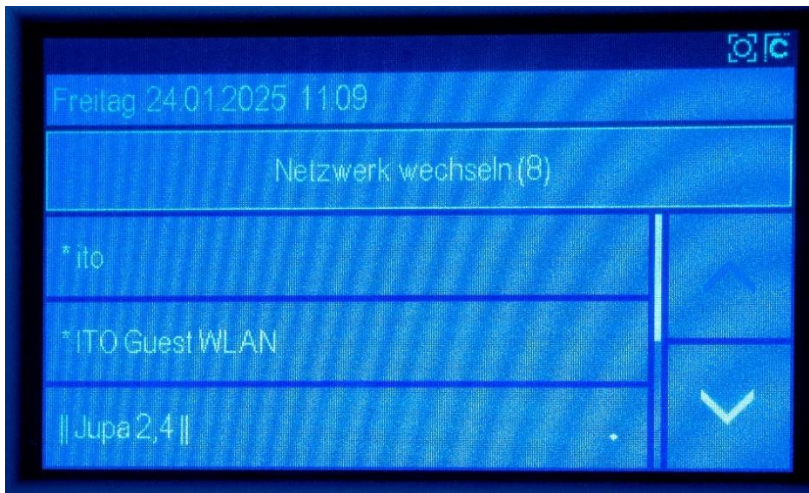 C
Freitag 24.01.2025 11:09
Netzwerk wechseln (8)
* ito
* ITO Guest WLAN
|| Jupa 2,4 ||